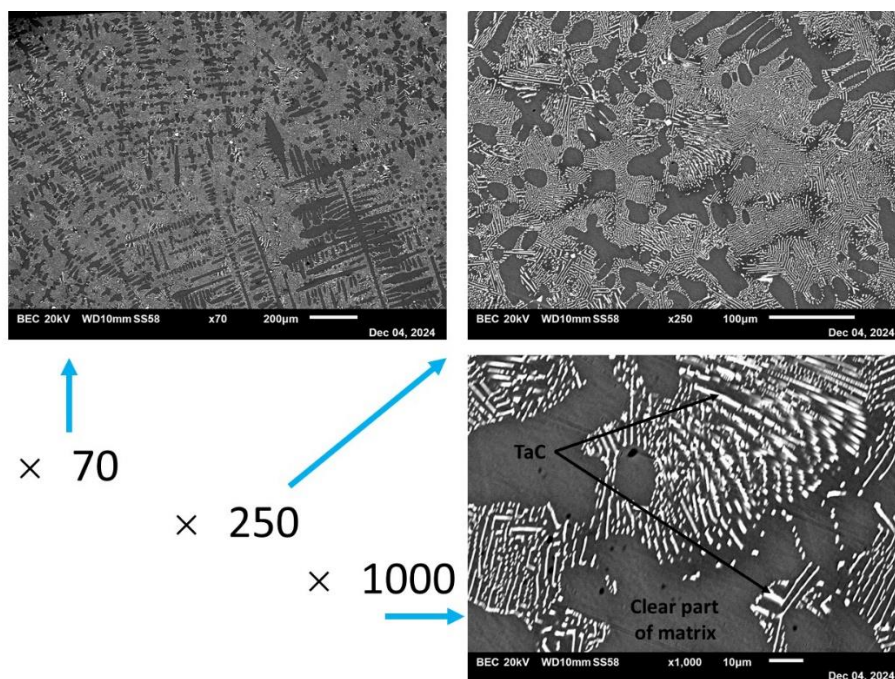 BEC 20kV WD10mm SS58 x70 200µm
Dec 04, 2024
BEC 20kV WD10mm SS58 x250 100µm
Dec 04, 2024
× 70
× 250
× 1000
TaC
Clear part
of matrix
BEC 20kV WD10mm SS58 x1,000 10µm
Dec 04, 2024